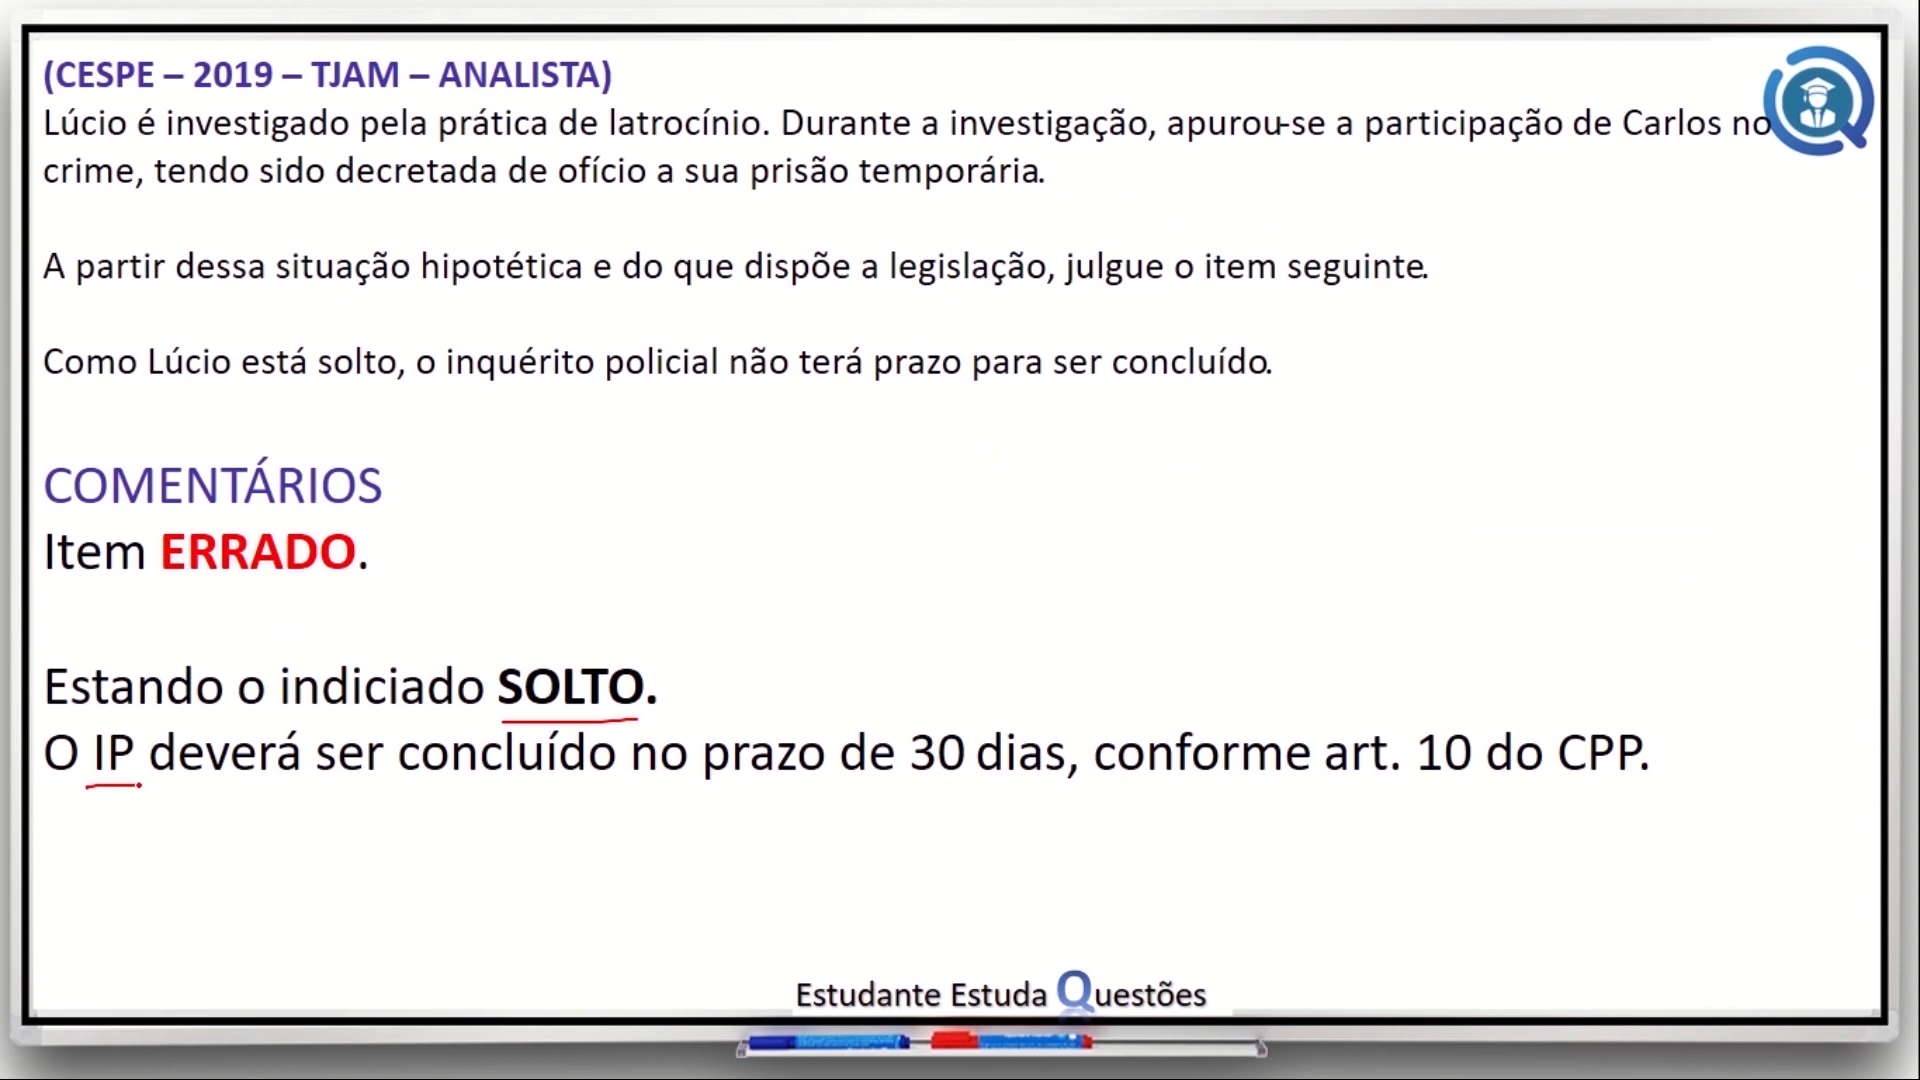 (CESPE – 2019 – TJAM – ANALISTA)
Lúcio é investigado pela prática de latrocínio. Durante a investigação, apurou-se a participação de Carlos no
crime, tendo sido decretada de ofício a sua prisão temporária.
A partir dessa situação hipotética e do que dispõe a legislação, julgue o item seguinte.
Como Lúcio está solto, o inquérito policial não terá prazo para ser concluído.
COMENTÁRIOS
Item ERRADO.
Estando o indiciado SOLTO.
O IP deverá ser concluído no prazo de 30 dias, conforme art. 10 do CPP.
Estudante Estuda Questões